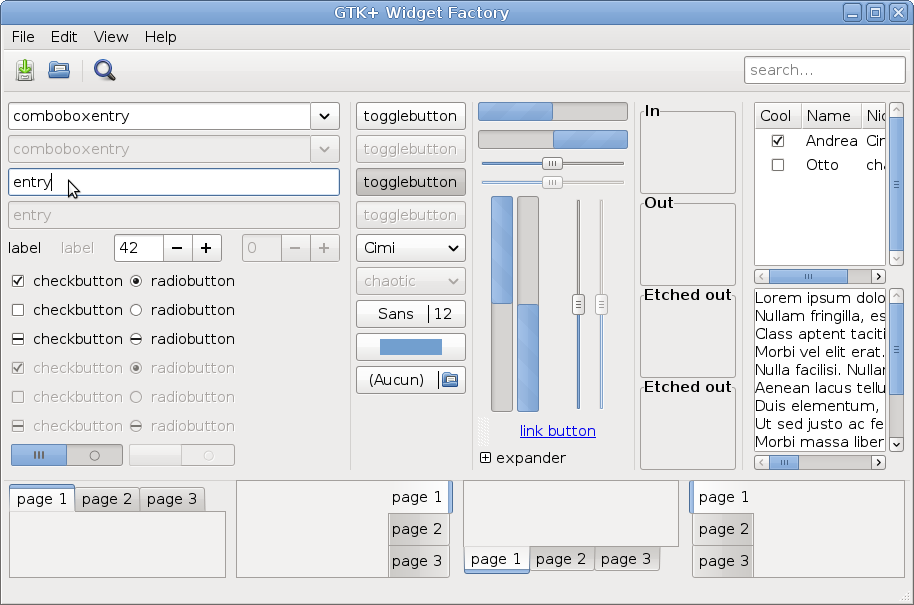 GTK+ Widget Factory
File Edit View Help
search...
comboboxentry
comboboxentry
entry
entry
label label 42 0
checkbutton radiobutton
checkbutton radiobutton
checkbutton radiobutton
checkbutton radiobutton
checkbutton radiobutton
checkbutton radiobutton
togglebutton
togglebutton
togglebutton
togglebutton
Cimi
chaotic
Sans 12
(Aucun)
link button
expander
In
Out
Etched out
Etched out
Cool Name Nic
Andrea Cim
Otto cha
Lorem ipsum dolo
Nullam fringilla, es
Class aptent taciti
Morbi vel elit erat.
Nulla facilisi. Nullar
Aenean lacus tellu
Duis elementum,
Ut sed justo ac fe
Morbi massa liber
page 1 page 2 page 3
page 1
page 2
page 3
page 1 page 2 page 3
page 1
page 2
page 3